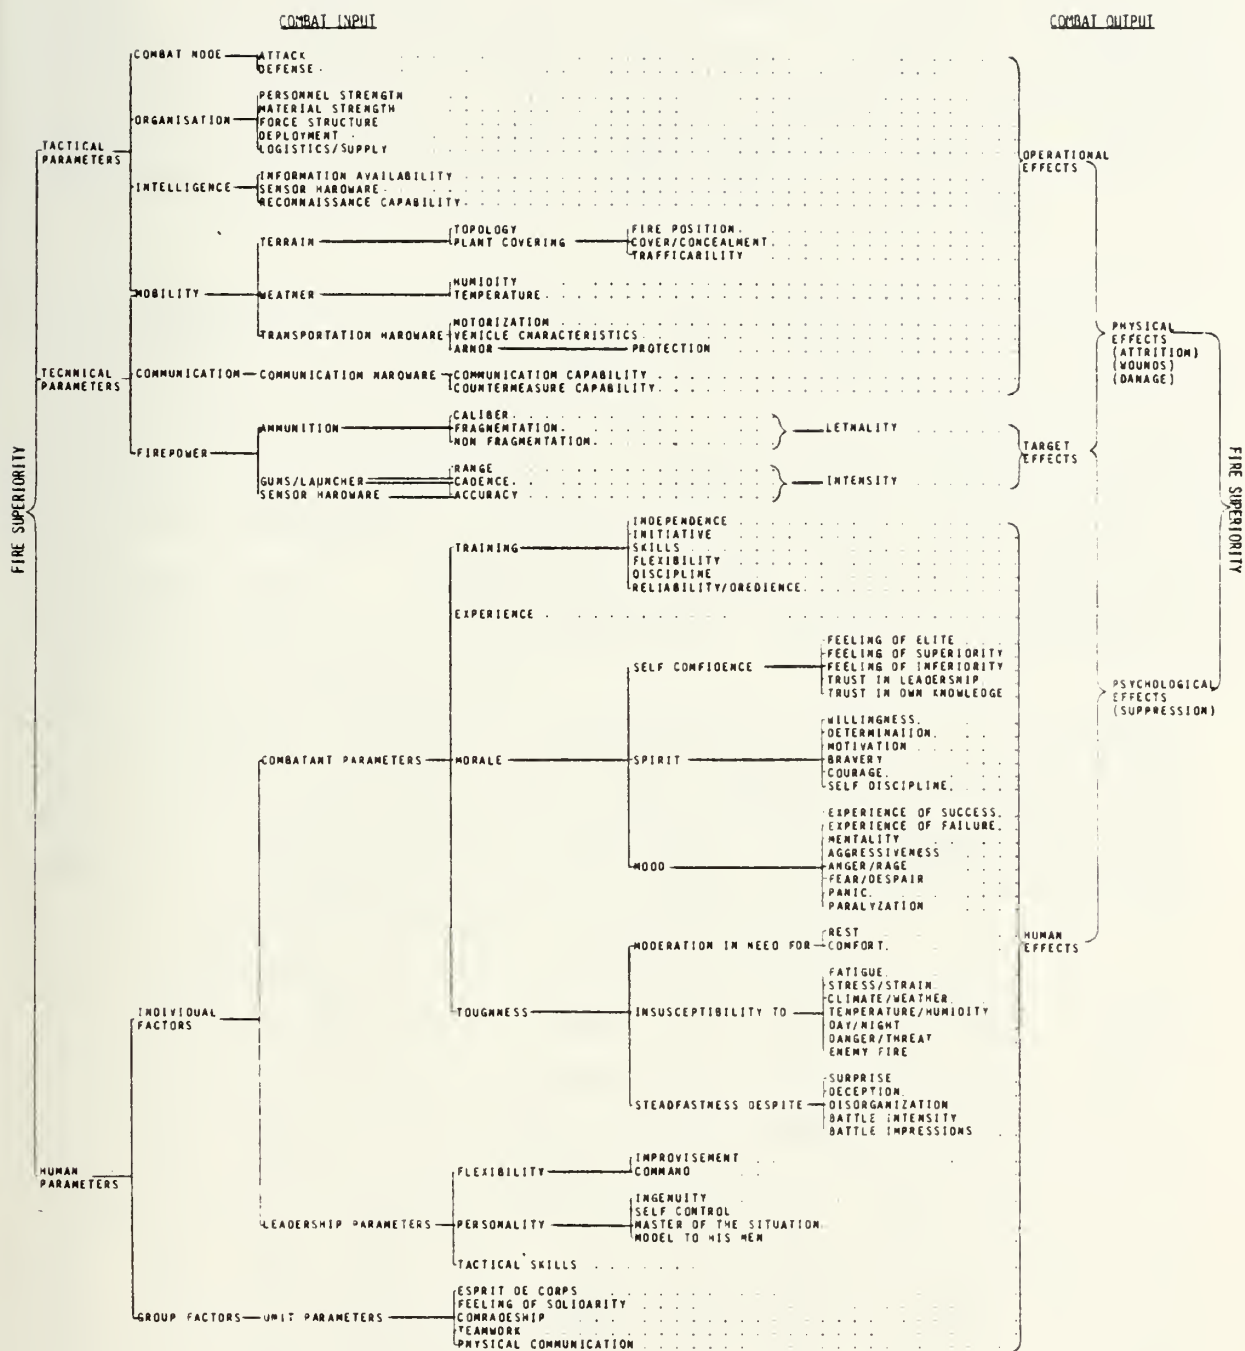 COMBAT INPUT
COMBAT OUTPUT
COMBAT MODE
ATTACK
DEFENSE
ORGANISATION
PERSONNEL STRENGTH
MATERIAL STRENGTH
FORCE STRUCTURE
DEPLOYMENT
LOGISTICS/SUPPLY
TACTICAL
PARAMETERS
INTELLIGENCE
INFORMATION AVAILABILITY
SENSOR HARDWARE
RECONNAISSANCE CAPABILITY
OPERATIONAL
EFFECTS
MOBILITY
TERRAIN
TOPOLOGY
PLANT COVERING
FIRE POSITION
COVER/CONCEALMENT
TRAFFICABILITY
WEATHER
HUMIDITY
TEMPERATURE
TRANSPORTATION HARDWARE
MOTORIZATION
VEHICLE CHARACTERISTICS
ARMOR
PROTECTION
PHYSICAL
EFFECTS
(ATTRITION)
(WOUNDS)
(DAMAGE)
TECHNICAL
PARAMETERS
COMMUNICATION
COMMUNICATION HARDWARE
COMMUNICATION CAPABILITY
COUNTERMEASURE CAPABILITY
FIREPOWER
AMMUNITION
CALIBER
FRAGMENTATION
NON FRAGMENTATION
LETHALITY
GUNS/LAUNCHER
SENSOR HARDWARE
RANGE
CADENCE
ACCURACY
INTENSITY
TARGET
EFFECTS
FIRE SUPERIORITY
FIRE SUPERIORITY
TRAINING
INDEPENDENCE
INITIATIVE
SKILLS
FLEXIBILITY
DISCIPLINE
RELIABILITY/OBEDIENCE
EXPERIENCE
COMBATANT PARAMETERS
MORALE
SELF CONFIDENCE
FEELING OF ELITE
FEELING OF SUPERIORITY
FEELING OF INFERIORITY
TRUST IN LEADERSHIP
TRUST IN OWN KNOWLEDGE
PSYCHOLOGICAL
EFFECTS
(SUPPRESSION)
SPIRIT
WILLINGNESS
DETERMINATION
MOTIVATION
BRAVERY
COURAGE
SELF DISCIPLINE
MOOD
EXPERIENCE OF SUCCESS
EXPERIENCE OF FAILURE
MENTALITY
AGGRESSIVENESS
ANGER/RAGE
FEAR/DESPAIR
PANIC
PARALYZATION
HUMAN
EFFECTS
INDIVIDUAL
FACTORS
TOUGHNESS
MODERATION IN NEED FOR
REST
COMFORT
INSUSCEPTIBILITY TO
FATIGUE
STRESS/STRAIN
CLIMATE/WEATHER
TEMPERATURE/HUMIDITY
DAY/NIGHT
DANGER/THREAT
ENEMY FIRE
STEADFASTNESS DESPITE
SURPRISE
DECEPTION
DISORGANIZATION
BATTLE INTENSITY
BATTLE IMPRESSIONS
HUMAN
PARAMETERS
LEADERSHIP PARAMETERS
FLEXIBILITY
IMPROVISEMENT
COMMAND
PERSONALITY
INGENUITY
SELF CONTROL
MASTER OF THE SITUATION
MODEL TO HIS MEN
TACTICAL SKILLS
GROUP FACTORS
UNIT PARAMETERS
ESPRIT DE CORPS
FEELING OF SOLIDARITY
COMRADESHIP
TEAMWORK
PHYSICAL COMMUNICATION